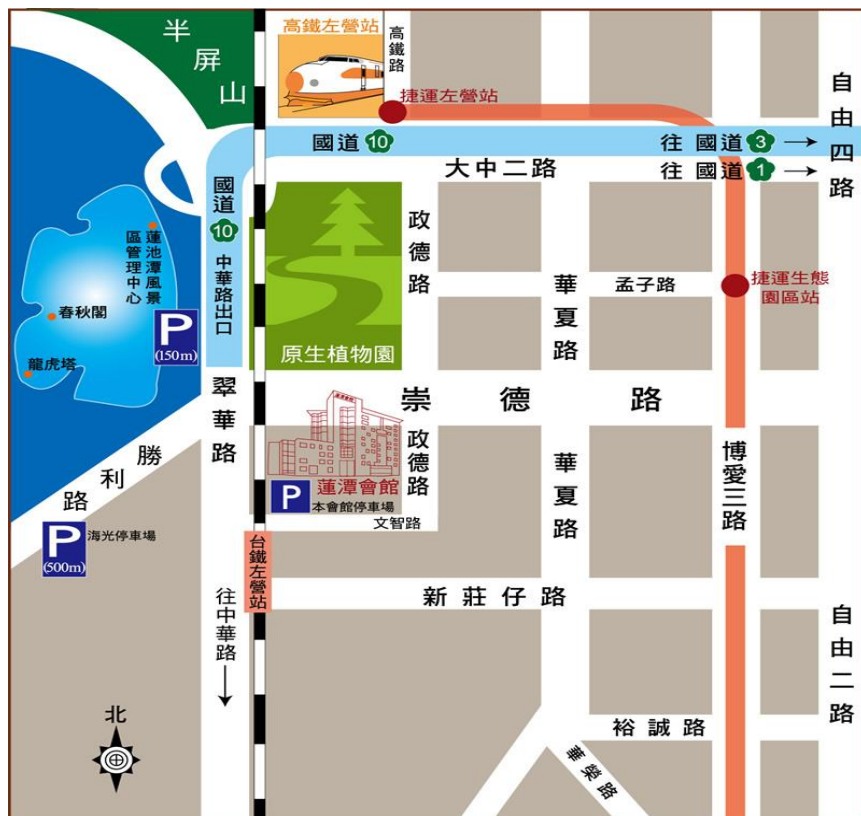 半屏山
高鐵左營站
高鐵路
捷運左營站
自由四路
國道 10
往 國道 3 →
大中二路
往 國道 1 →
國道 10 中華路出口
政德路
蓮池潭風景
區管理中心
孟子路
捷運生態
園區站
華夏路
春秋閣
P
(150m)
龍虎塔
原生植物園
翠華路
崇德路
勝利路
政德路
華夏路
博愛三路
蓮潭會館
P
本會館停車場
文智路
P
(500m)
海光停車場
台鐵左營站
新莊仔路
往中華路
自由二路
北
裕誠路
華榮路